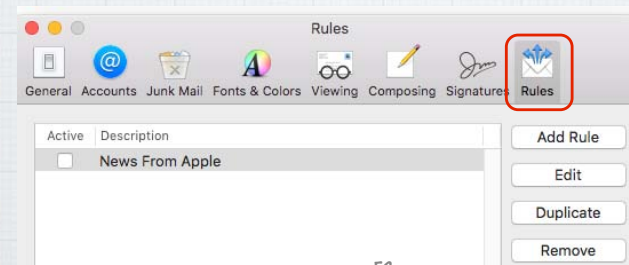 Rules
General Accounts Junk Mail Fonts & Colors Viewing Composing Signatures Rules
Active Description
Add Rule
News From Apple
Edit
Duplicate
Remove